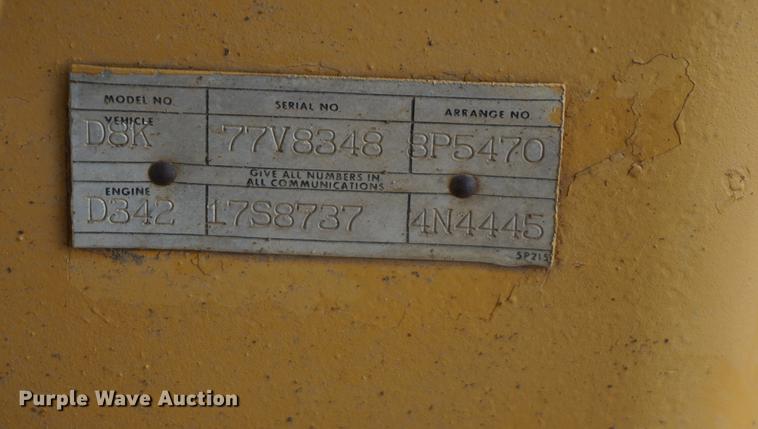 MODEL NO. SERIAL NO. ARRANGE NO.
VEHICLE
D8K 77V8348 8P5470
GIVE ALL NUMBERS IN
ALL COMMUNICATIONS
ENGINE
D342 17S8737 4N4445
5P215
Purple Wave Auction